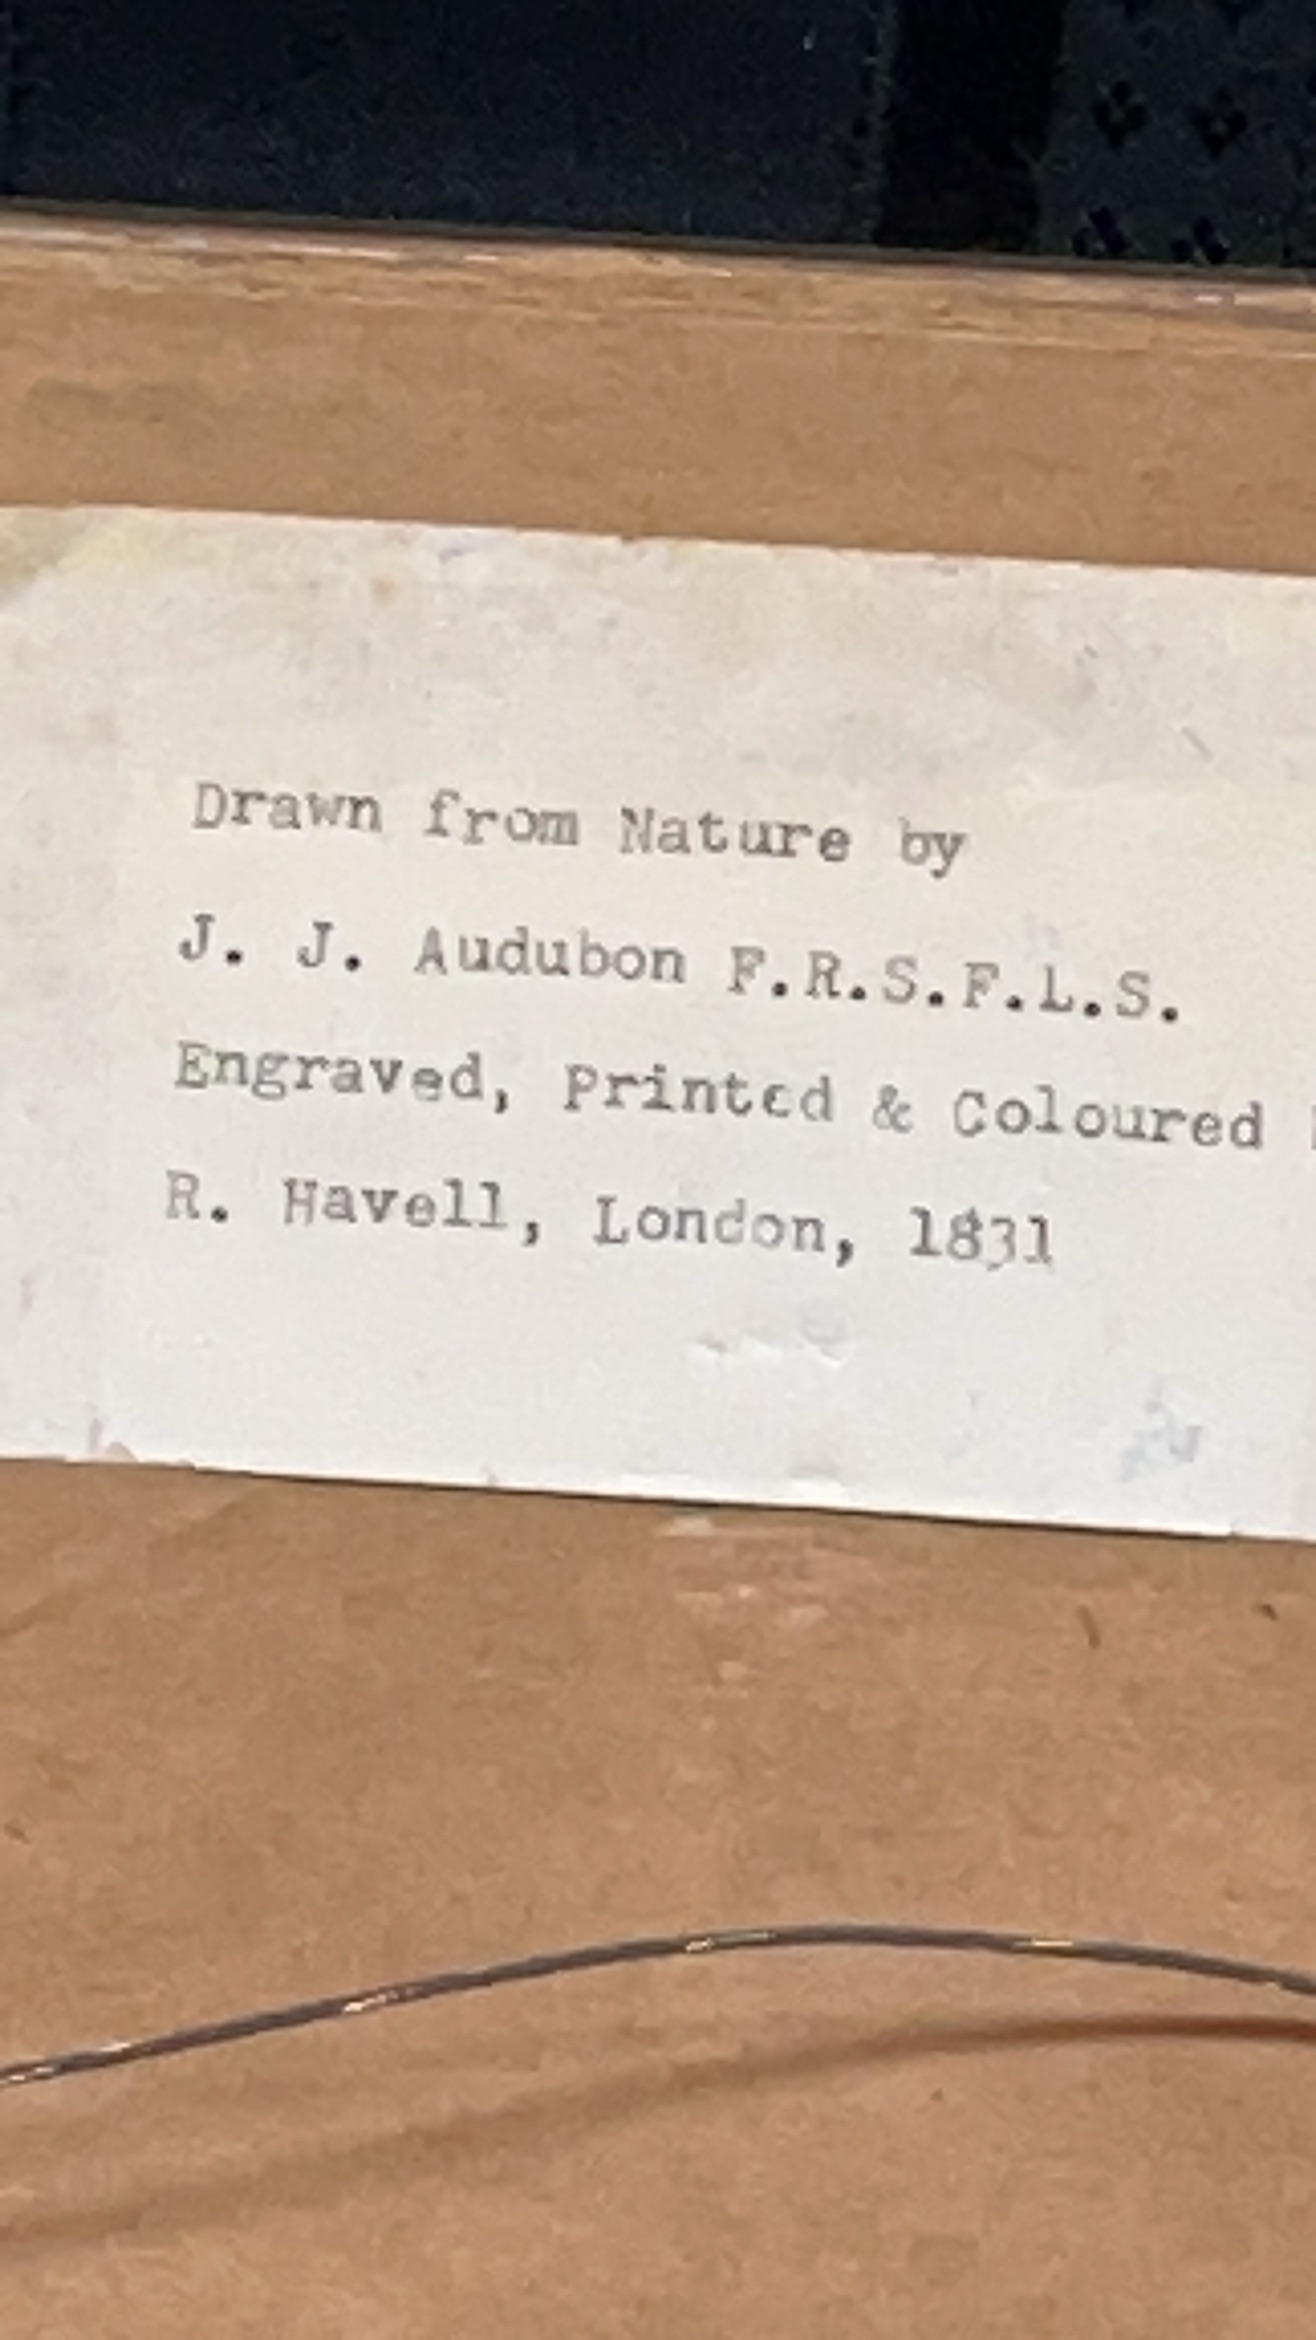 Drawn from Nature by
J. J. Audubon F.R.S.F.L.S.
Engraved, Printed & Coloured
R. Havell, London, 1831